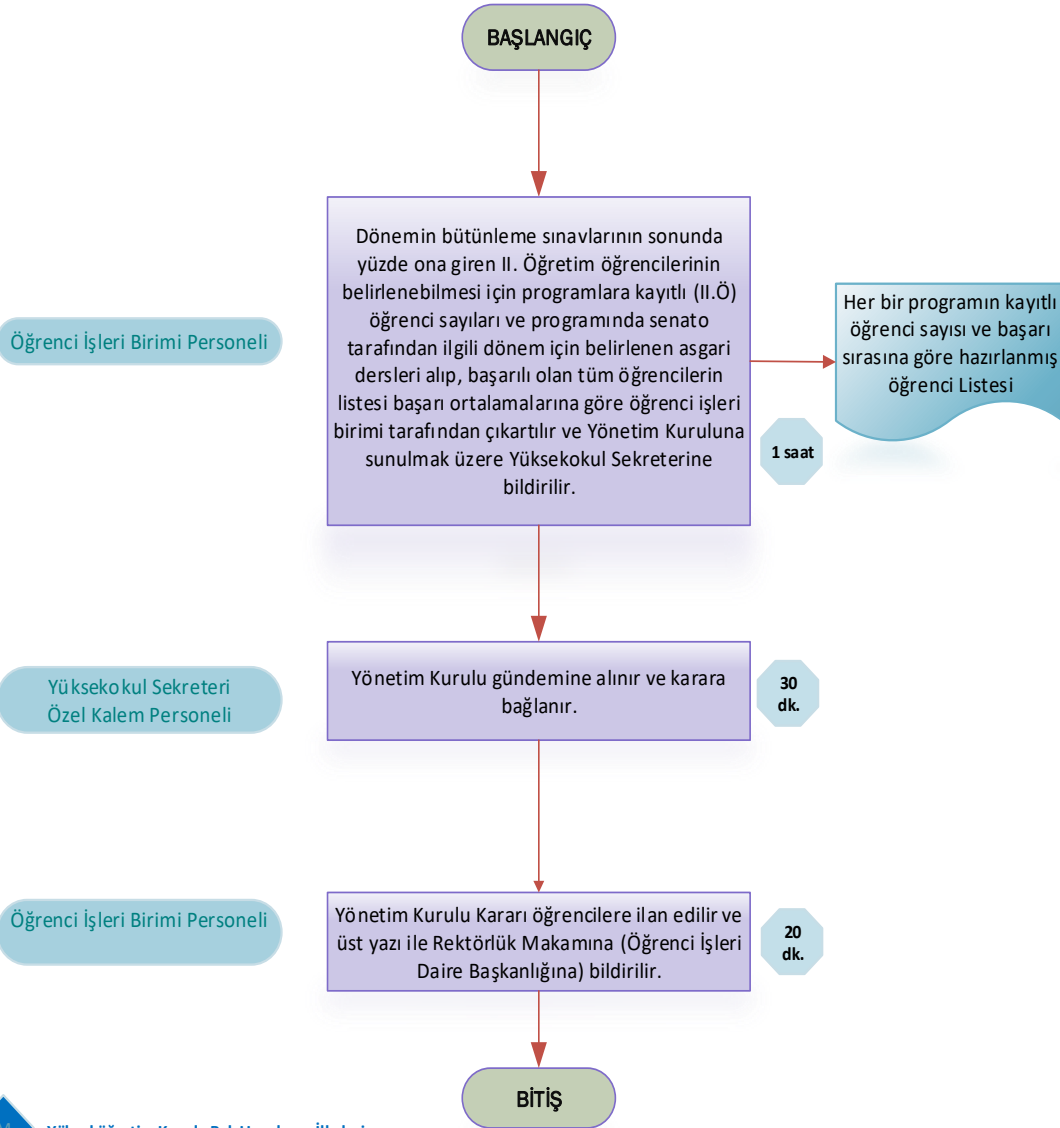 BAŞLANGIÇ
Öğrenci İşleri Birimi Personeli
Dönemin bütünleme sınavlarının sonunda
yüzde ona giren II. Öğretim öğrencilerinin
belirlenebilmesi için programlara kayıtlı (II.Ö)
öğrenci sayıları ve programında senato
tarafından ilgili dönem için belirlenen asgari
dersleri alıp, başarılı olan tüm öğrencilerin
listesi başarı ortalamalarına göre öğrenci işleri
birimi tarafından çıkartılır ve Yönetim Kuruluna
sunulmak üzere Yüksekokul Sekreterine
bildirilir.
1 saat
Her bir programın kayıtlı
öğrenci sayısı ve başarı
sırasına göre hazırlanmış
öğrenci Listesi
Yüksekokul Sekreteri
Özel Kalem Personeli
Yönetim Kurulu gündemine alınır ve karara
bağlanır.
30
dk.
Öğrenci İşleri Birimi Personeli
Yönetim Kurulu Kararı öğrencilere ilan edilir ve
üst yazı ile Rektörlük Makamına (Öğrenci İşleri
Daire Başkanlığına) bildirilir.
20
dk.
BİTİŞ